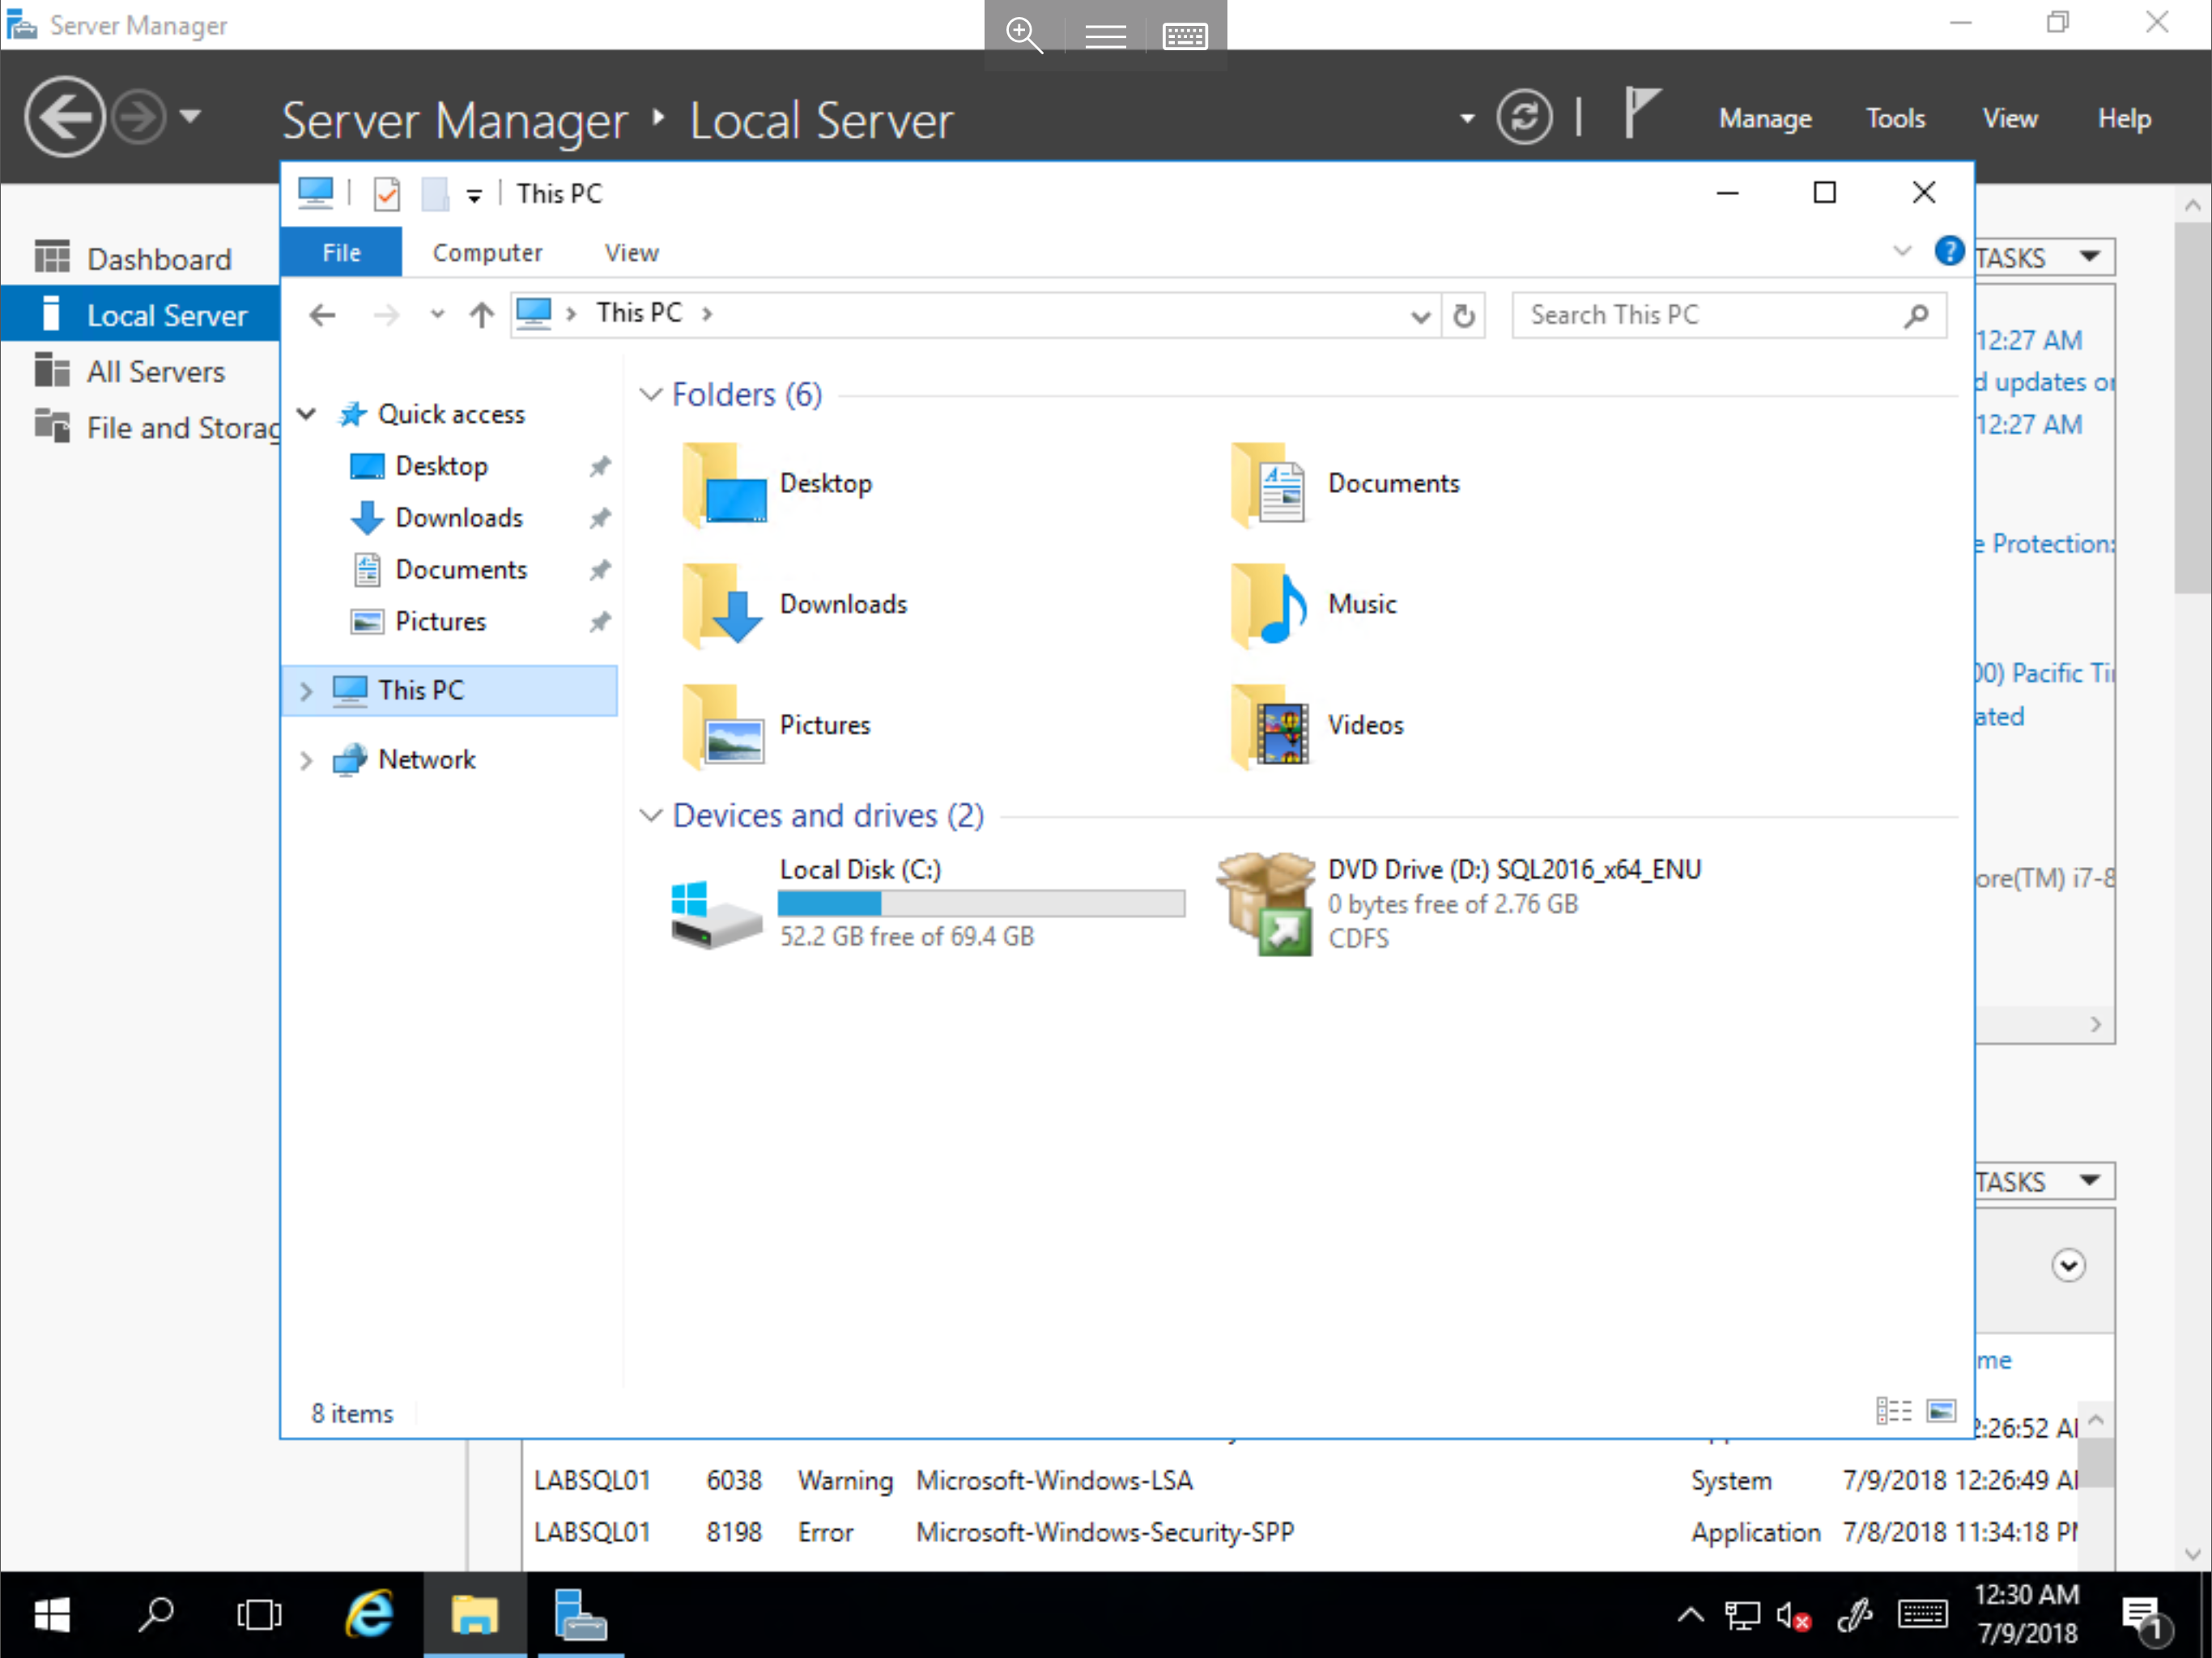 Server Manager
Server Manager ‣ Local Server
Manage Tools View Help
This PC
File Computer View
TASKS
Dashboard
Local Server
All Servers
File and Storag
This PC
Search This PC
12:27 AM
d updates or
12:27 AM
Quick access
Desktop
Downloads
Documents
Pictures
This PC
Network
Folders (6)
Desktop
Documents
Downloads
Music
Pictures
Videos
Devices and drives (2)
Local Disk (C:)
52.2 GB free of 69.4 GB
DVD Drive (D:) SQL2016_x64_ENU
0 bytes free of 2.76 GB
CDFS
e Protection:
00) Pacific Ti
ated
ore(TM) i7-8
TASKS
me
8 items
2:26:52 A
LABSQL01 6038 Warning Microsoft-Windows-LSA System 7/9/2018 12:26:49 A
LABSQL01 8198 Error Microsoft-Windows-Security-SPP Application 7/8/2018 11:34:18 P
12:30 AM
7/9/2018
1